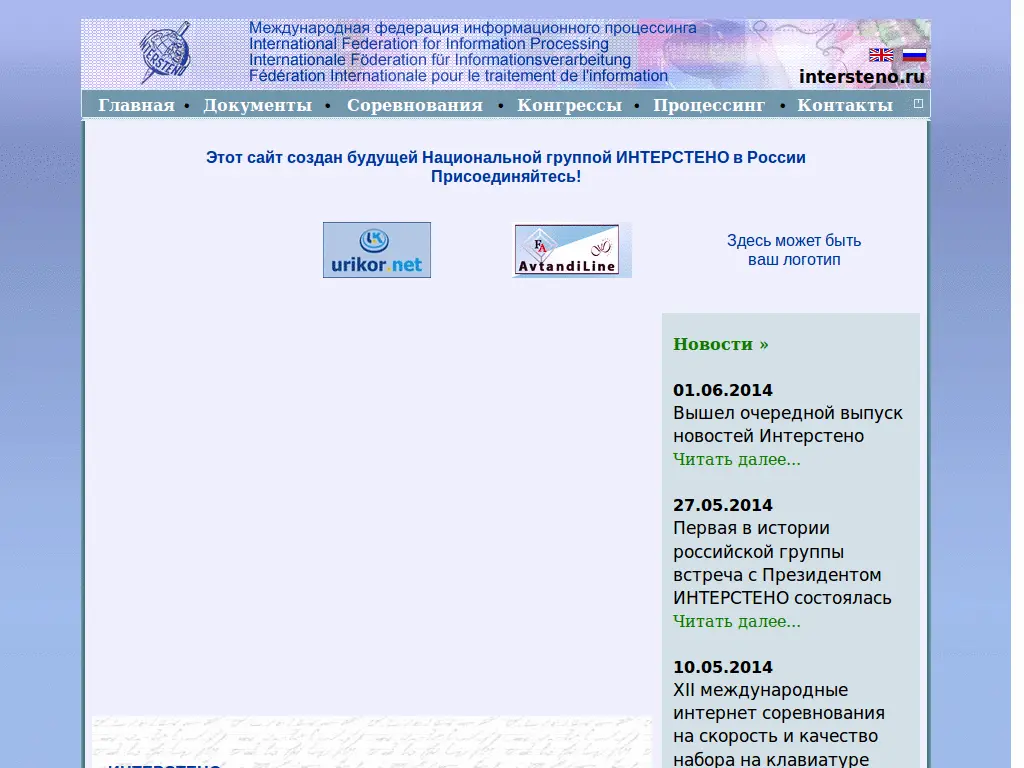 Международная федерация информационного процессинга
International Federation for Information Processing
Internationale Föderation für Informationsverarbeitung
Fédération Internationale pour le traitement de l'information
intersteno.ru
Главная • Документы • Соревнования • Конгрессы • Процессинг • Контакты
Этот сайт создан будущей Национальной группой ИНТЕРСТЕНО в России
Присоединяйтесь!
urikor.net
FA
AvtandiLine
Здесь может быть
ваш логотип
Новости »
01.06.2014
Вышел очередной выпуск
новостей Интерстено
Читать далее...
27.05.2014
Первая в истории
российской группы
встреча с Президентом
ИНТЕРСТЕНО состоялась
Читать далее...
10.05.2014
XII международные
интернет соревнования
на скорость и качество
набора на клавиатуре
ИНТЕРСТЕНО